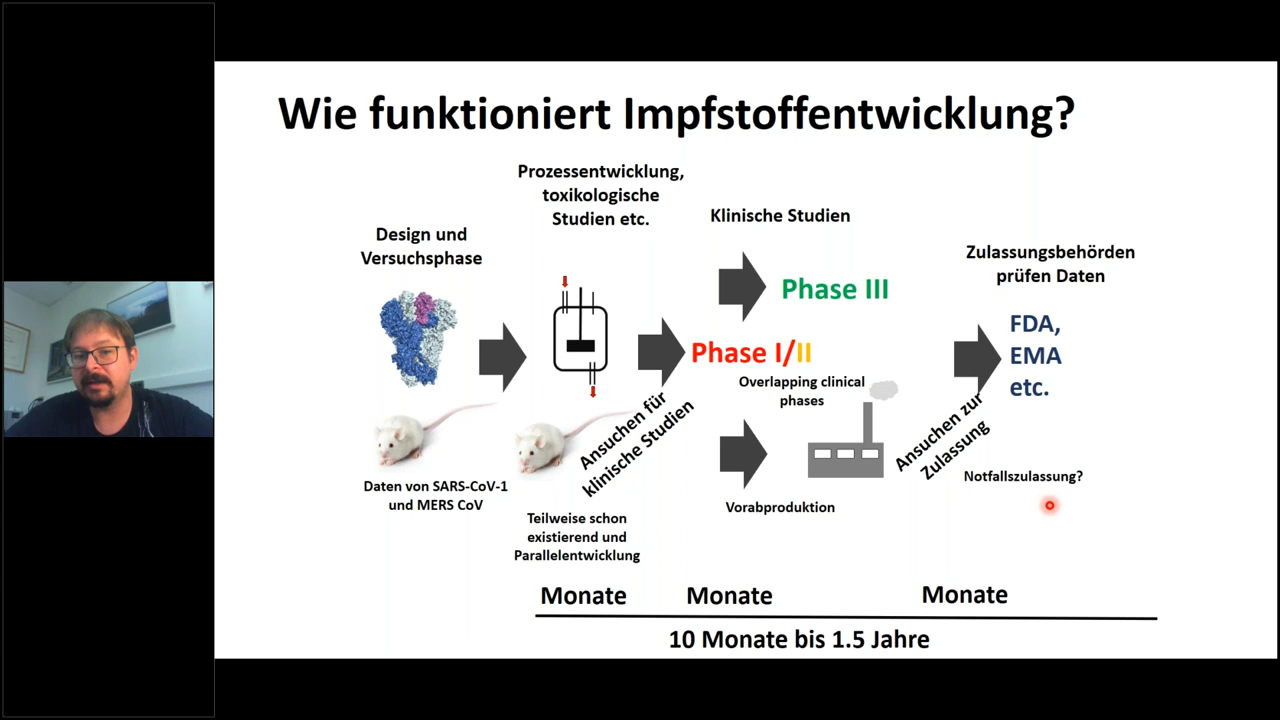 Wie funktioniert Impfstoffentwicklung?
Design und
Versuchsphase
Daten von SARS-CoV-1
und MERS CoV
Prozessentwicklung,
toxikologische
Studien etc.
Teilweise schon
existierend und
Parallelentwicklung
Ansuchen für
klinische Studien
Klinische Studien
Phase III
Phase I/II
Overlapping clinical
phases
Vorabproduktion
Ansuchen zur
Zulassung
Zulassungsbehörden
prüfen Daten
FDA,
EMA
etc.
Notfallszulassung?
Monate
Monate
Monate
10 Monate bis 1.5 Jahre